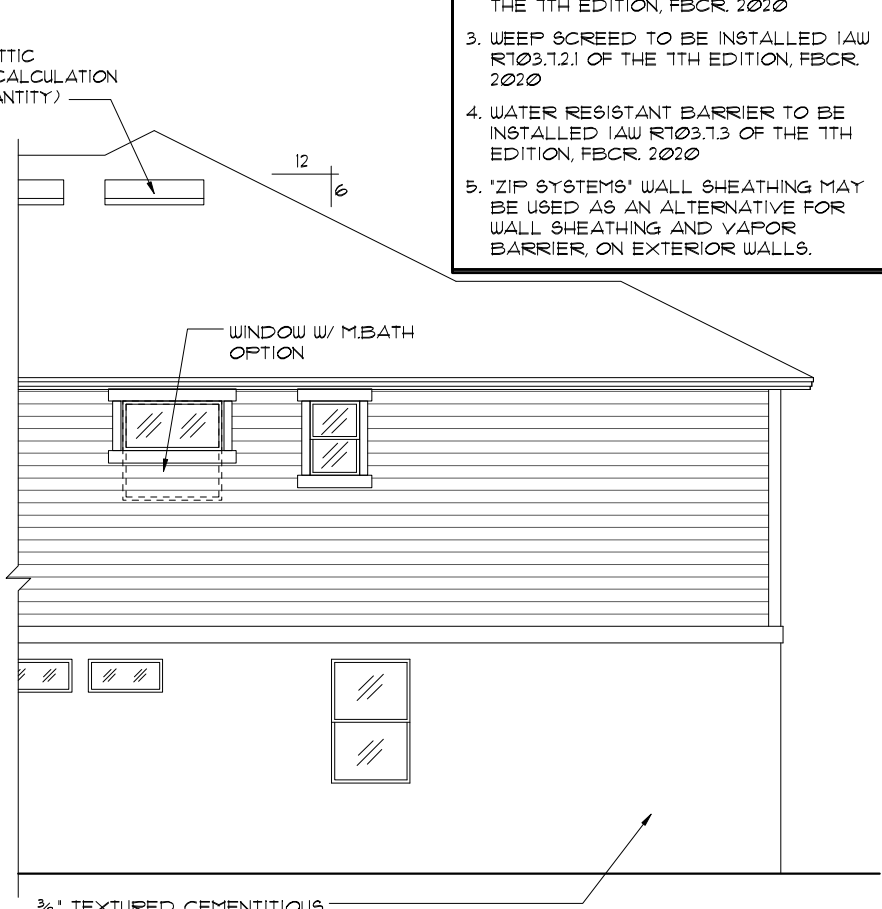 THE 7TH EDITION, FBCR. 2020
3. WEEP SCREED TO BE INSTALLED IAW
R703.7.2.1 OF THE 7TH EDITION, FBCR.
2020
4. WATER RESISTANT BARRIER TO BE
INSTALLED IAW R703.7.3 OF THE 7TH
EDITION, FBCR. 2020
5. "ZIP SYSTEMS" WALL SHEATHING MAY
BE USED AS AN ALTERNATIVE FOR
WALL SHEATHING AND VAPOR
BARRIER, ON EXTERIOR WALLS.
TTIC
CALCULATION
ANTITY)
12
6
WINDOW W/ M.BATH
OPTION
TEXTURED CEMENTITIOUS